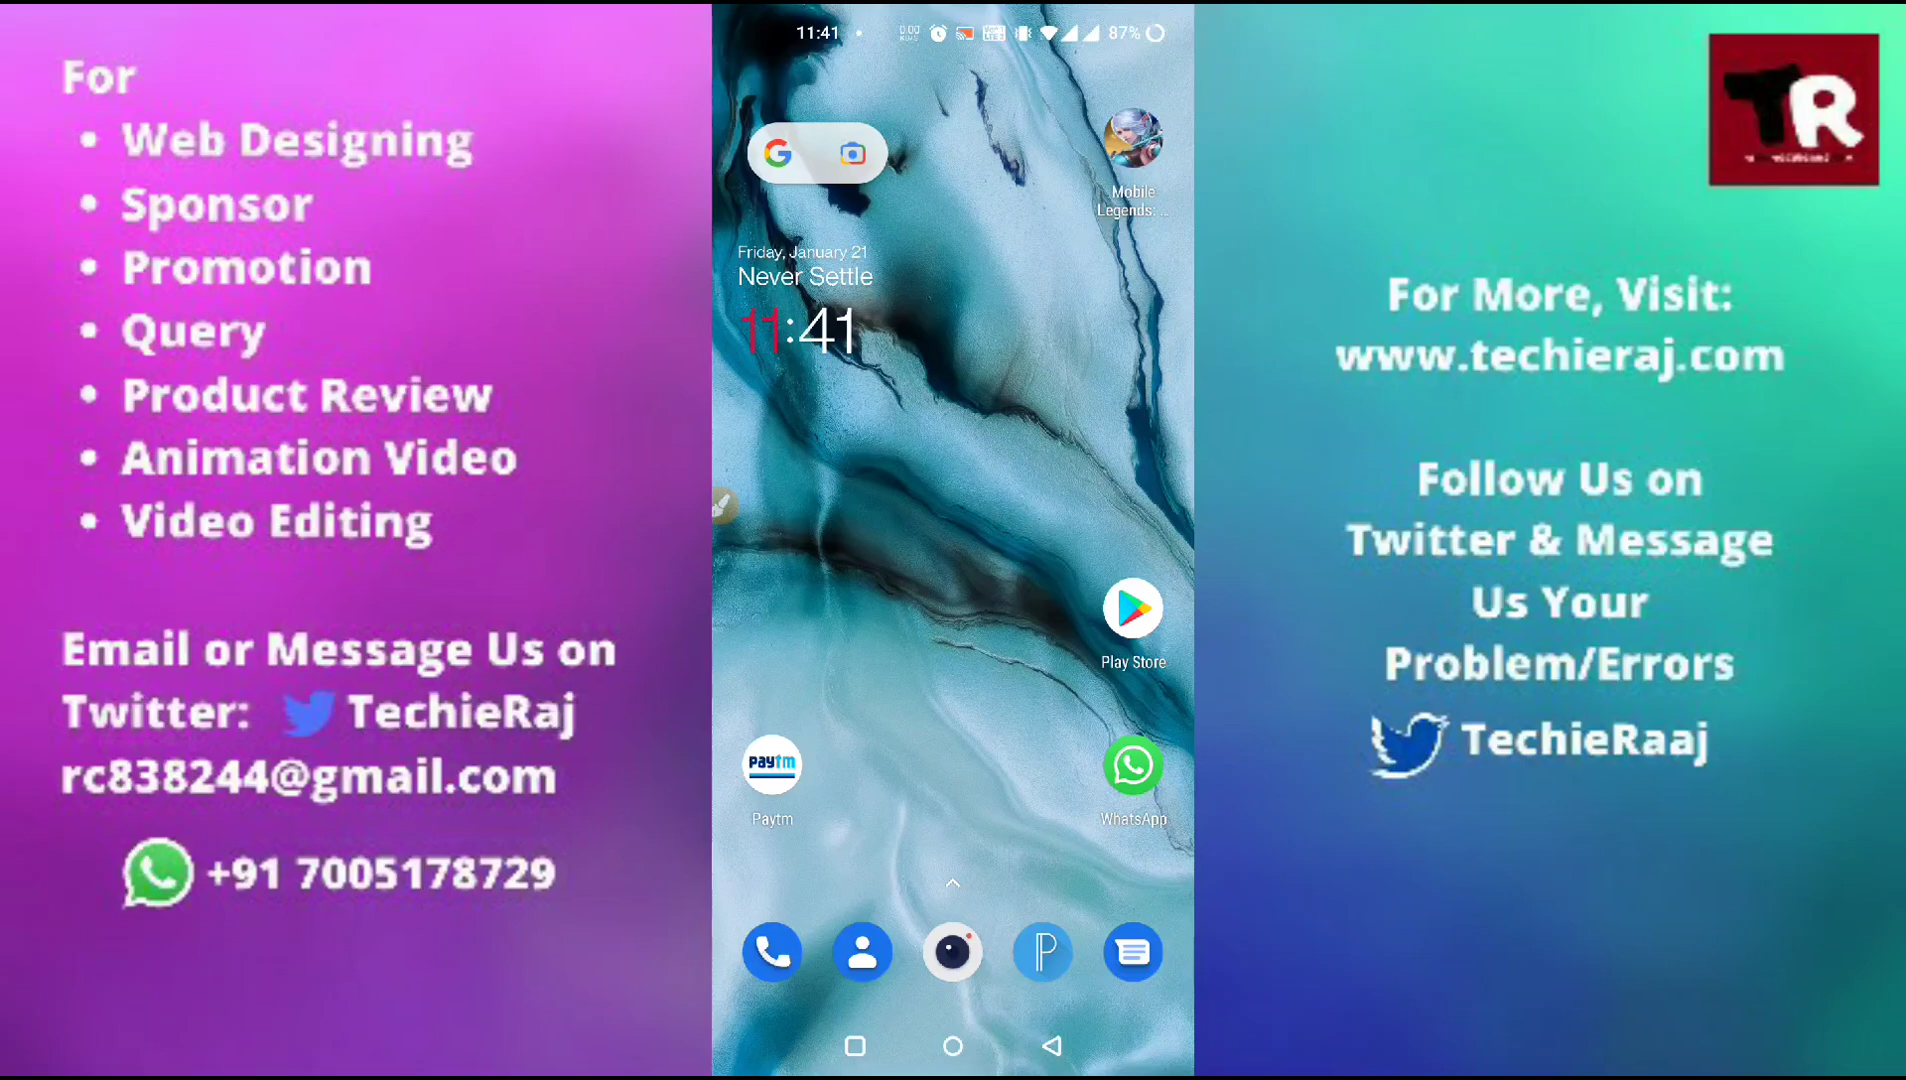 For
• Web Designing
• Sponsor
• Promotion
• Query
• Product Review
• Animation Video
• Video Editing
Email or Message Us on
Twitter: TechieRaj
rc838244@gmail.com
+91 7005178729
11:41
87%
Mobile
Legends: ...
Friday, January 21
Never Settle
11:41
Play Store
Paytm
Paytm
WhatsApp
TR
For More, Visit:
www.techieraj.com
Follow Us on
Twitter & Message
Us Your
Problem/Errors
TechieRaaj